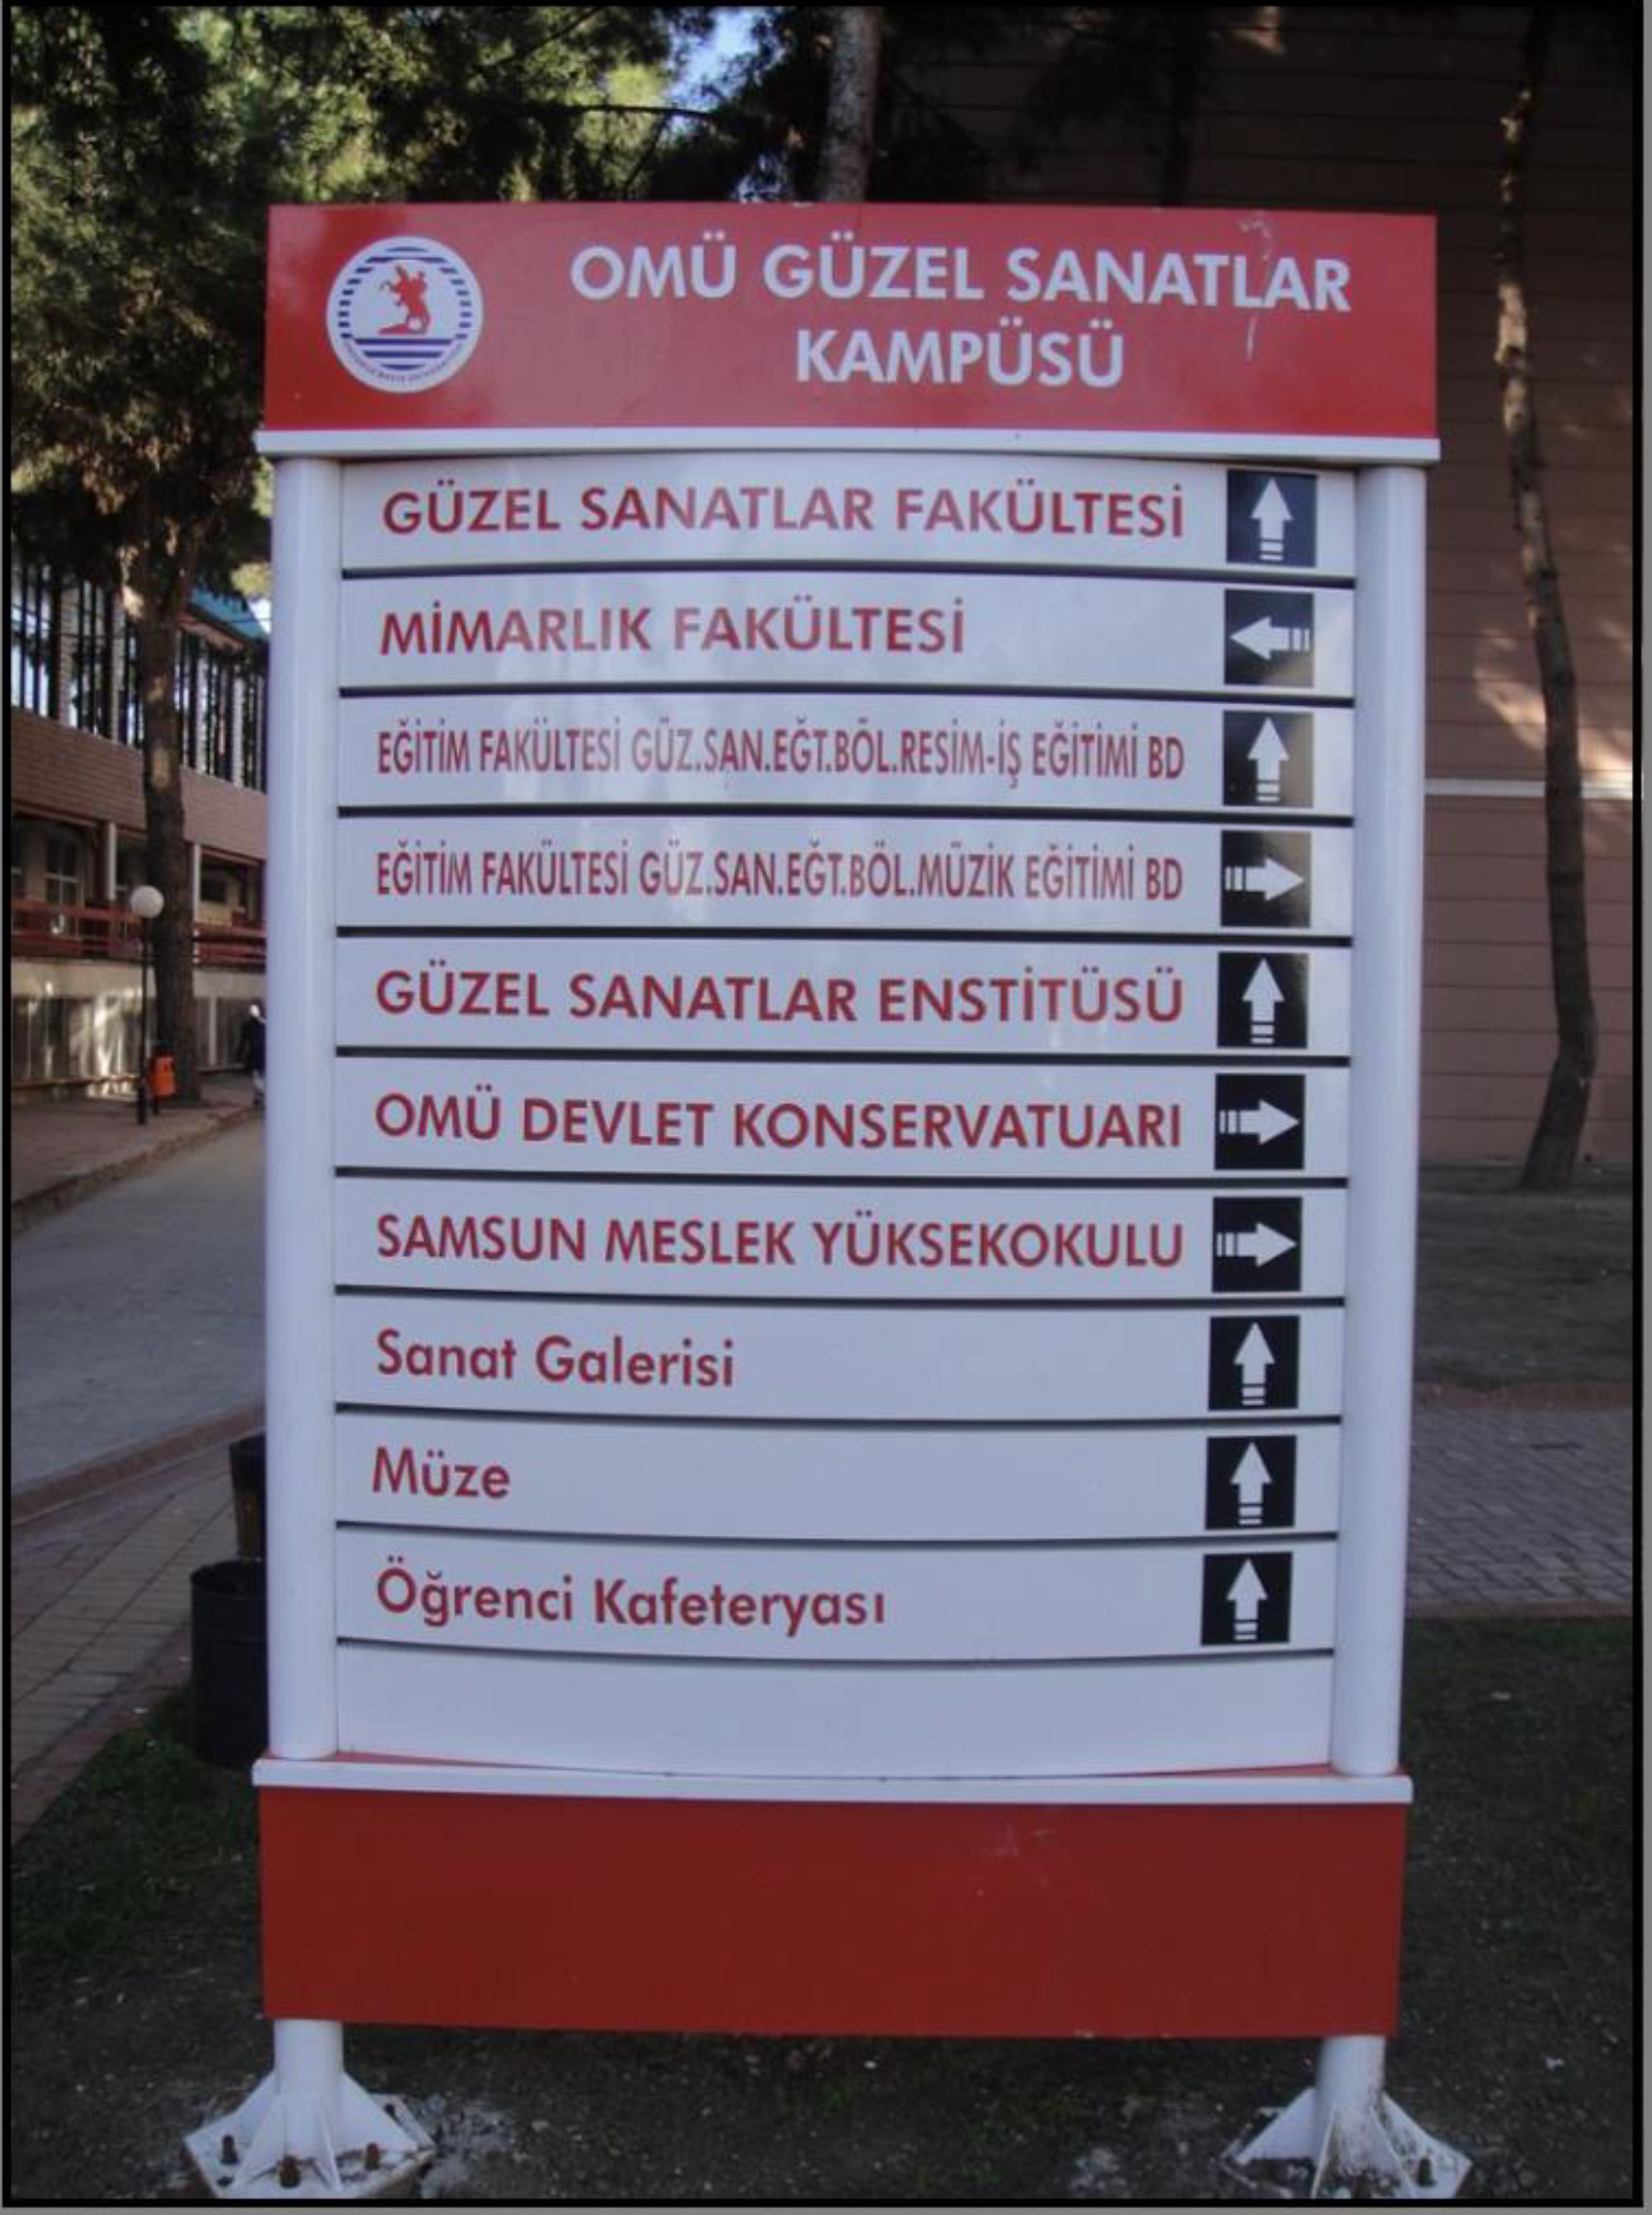 OMÜ GÜZEL SANATLAR
KAMPÜSÜ
GÜZEL SANATLAR FAKÜLTESİ
MİMARLIK FAKÜLTESİ
EĞİTİM FAKÜLTESİ GÜZ.SAN.EĞT.BÖL.RESİM-İŞ EĞİTİMİ BD
EĞİTİM FAKÜLTESİ GÜZ.SAN.EĞT.BÖL.MÜZİK EĞİTİMİ BD
GÜZEL SANATLAR ENSTİTÜSÜ
OMÜ DEVLET KONSERVATUARI
SAMSUN MESLEK YÜKSEKOKULU
Sanat Galerisi
Müze
Öğrenci Kafeteryası